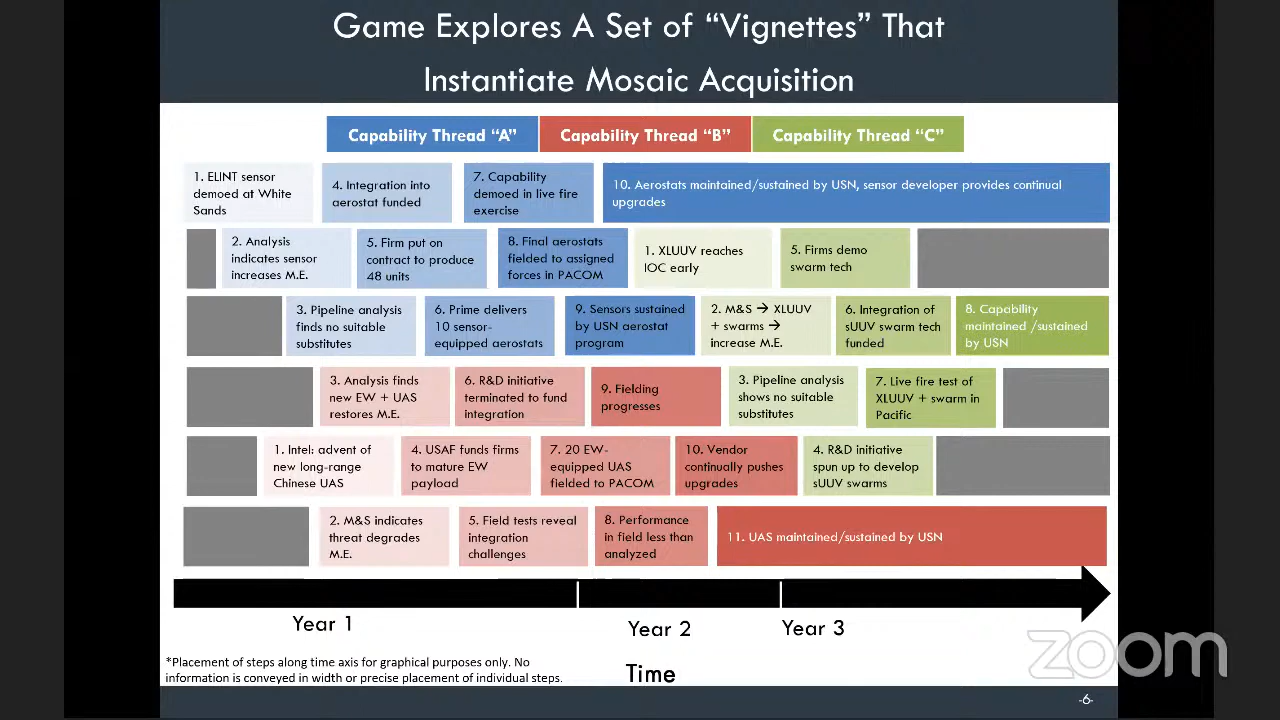 Game Explores A Set of “Vignettes” That
Instantiate Mosaic Acquisition
Capability Thread “A”
Capability Thread “B”
Capability Thread “C”
1. ELINT sensor
demoed at White
Sands
4. Integration into
aerostat funded
7. Capability
demoed in live fire
exercise
10. Aerostats maintained/sustained by USN, sensor developer provides continual
upgrades
2. Analysis
indicates sensor
increases M.E.
5. Firm put on
contract to produce
48 units
8. Final aerostats
fielded to assigned
forces in PACOM
1. XLUUV reaches
IOC early
5. Firms demo
swarm tech
3. Pipeline analysis
finds no suitable
substitutes
6. Prime delivers
10 sensor-
equipped aerostats
9. Sensors sustained
by USN aerostat
program
2. M&S → XLUUV
+ swarms →
increase M.E.
6. Integration of
sUUV swarm tech
funded
8. Capability
maintained /sustained
by USN
3. Analysis finds
new EW + UAS
restores M.E.
6. R&D initiative
terminated to fund
integration
9. Fielding
progresses
3. Pipeline analysis
shows no suitable
substitutes
7. Live fire test of
XLUUV + swarm in
Pacific
1. Intel: advent of
new long-range
Chinese UAS
4. USAF funds firms
to mature EW
payload
7. 20 EW-
equipped UAS
fielded to PACOM
10. Vendor
continually pushes
upgrades
4. R&D initiative
spun up to develop
sUUV swarms
2. M&S indicates
threat degrades
M.E.
5. Field tests reveal
integration
challenges
8. Performance
in field less than
analyzed
11. UAS maintained/sustained by USN
Year 1
Year 2
Year 3
Time
*Placement of steps along time axis for graphical purposes only. No
information is conveyed in width or precise placement of individual steps.
zoom
-6-